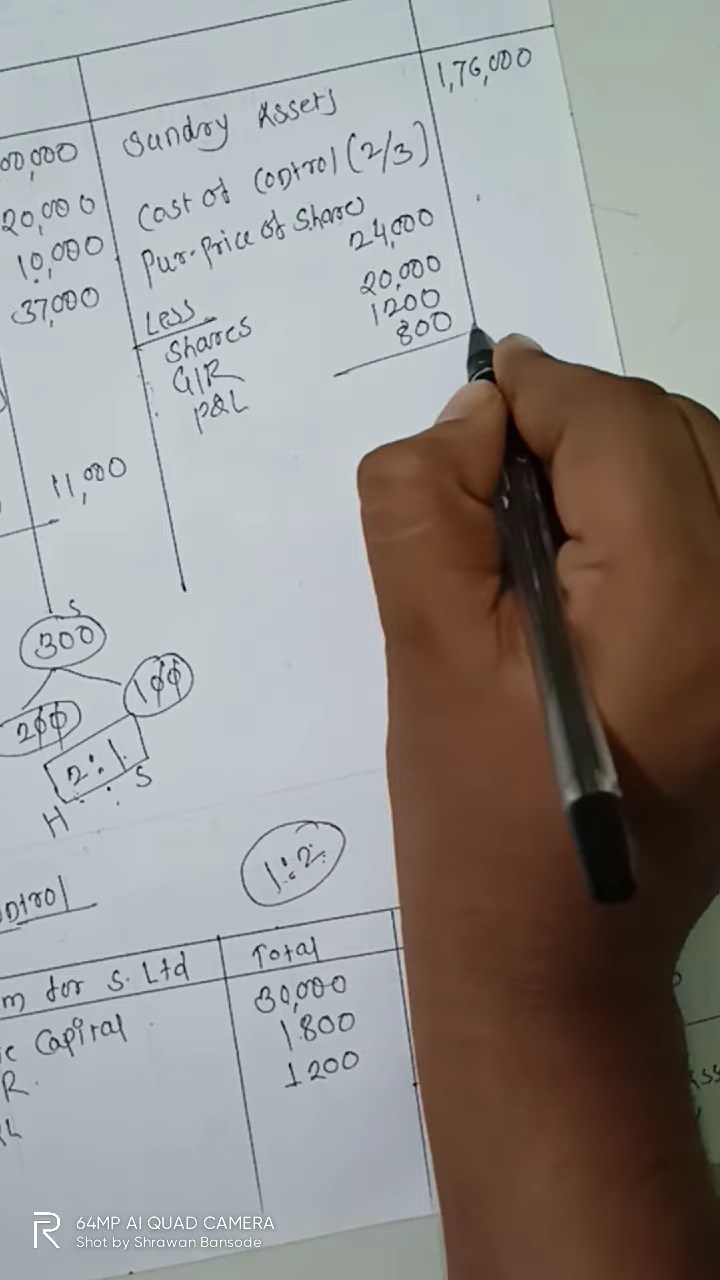 1,76,000
00,000 Sundry Assets
20,000 Cost of Control (2/3)
10,000 Pur-Price of Share 24,000
37,000 Less
Shares 20,000
G/R 1200
P&L 800
11,000
S
300
200 100
2:1
H : S
ontrol 1:2
m for S. Ltd Total
e Capital 30,000
R. 1800
1200
64MP AI QUAD CAMERA
Shot by Shrawan Bansode